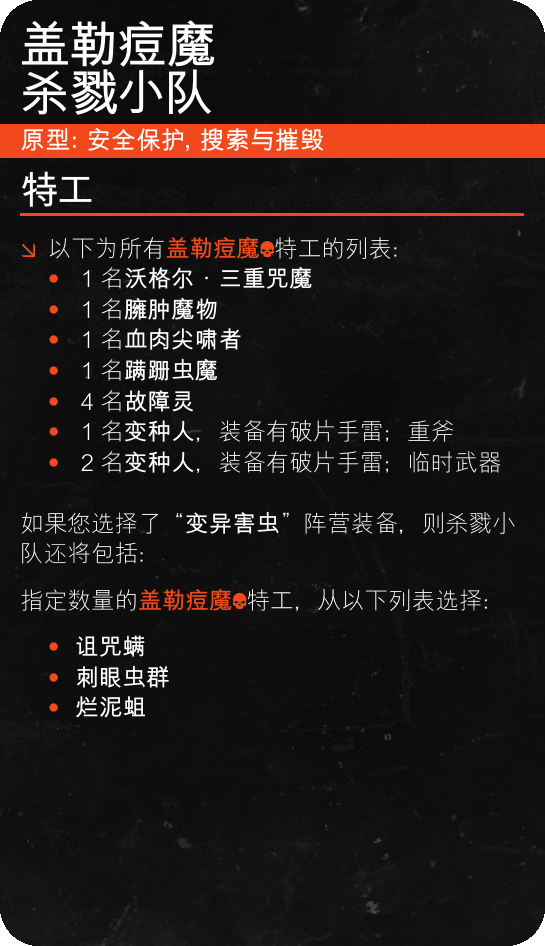 盖勒痘魔
杀戮小队
原型: 安全保护, 搜索与摧毁
特工
以下为所有盖勒痘魔特工的列表:
1 名沃格尔 · 三重咒魔
1 名臃肿魔物
1 名血肉尖啸者
1 名蹒跚虫魔
4 名故障灵
1 名变种人，装备有破片手雷；重斧
2 名变种人，装备有破片手雷；临时武器
如果您选择了“变异害虫”阵营装备，则杀戮小
队还将包括:
指定数量的盖勒痘魔特工，从以下列表选择:
诅咒螨
刺眼虫群
烂泥蛆